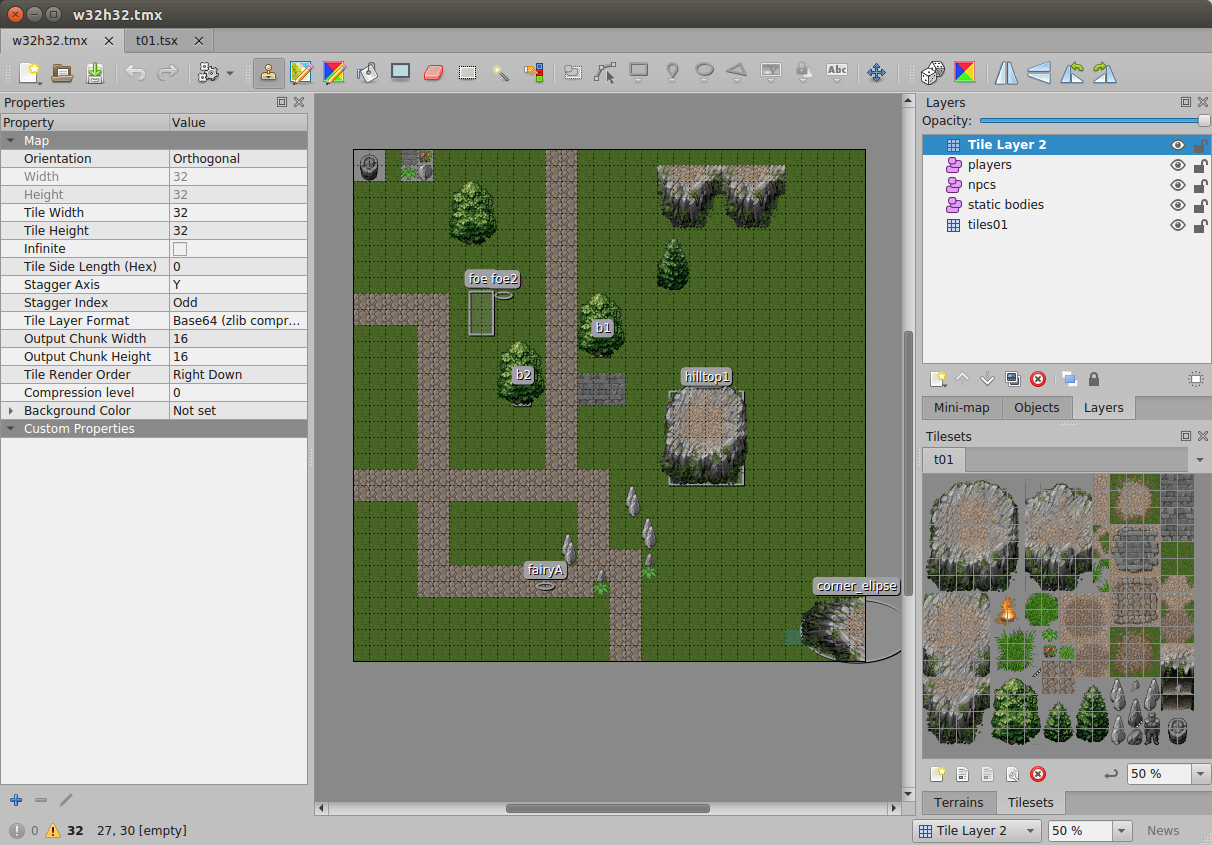 w32h32.tmx
w32h32.tmx t01.tsx
Abc
Properties
Property Value
Map
Orientation Orthogonal
Width 32
Height 32
Tile Width 32
Tile Height 32
Infinite
Tile Side Length (Hex) 0
Stagger Axis Y
Stagger Index Odd
Tile Layer Format Base64 (zlib compr...
Output Chunk Width 16
Output Chunk Height 16
Tile Render Order Right Down
Compression level 0
Background Color Not set
Custom Properties
foe foe2
b1
b2
hilltop1
fairyA
corner_elipse
Layers
Opacity:
Tile Layer 2
players
npcs
static bodies
tiles01
Mini-map Objects Layers
Tilesets
t01
50 %
Terrains Tilesets
0 32 27, 30 [empty] Tile Layer 2 50 % News